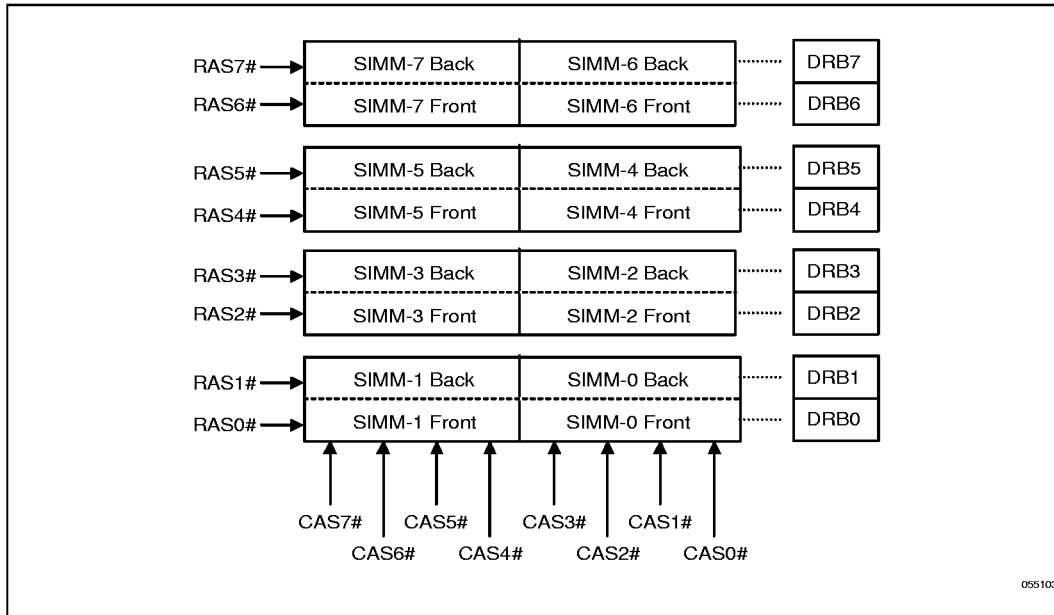 RAS7# SIMM-7 Back SIMM-6 Back DRB7
RAS6# SIMM-7 Front SIMM-6 Front DRB6
RAS5# SIMM-5 Back SIMM-4 Back DRB5
RAS4# SIMM-5 Front SIMM-4 Front DRB4
RAS3# SIMM-3 Back SIMM-2 Back DRB3
RAS2# SIMM-3 Front SIMM-2 Front DRB2
RAS1# SIMM-1 Back SIMM-0 Back DRB1
RAS0# SIMM-1 Front SIMM-0 Front DRB0
CAS7# CAS5# CAS3# CAS1#
CAS6# CAS4# CAS2# CAS0#
055103